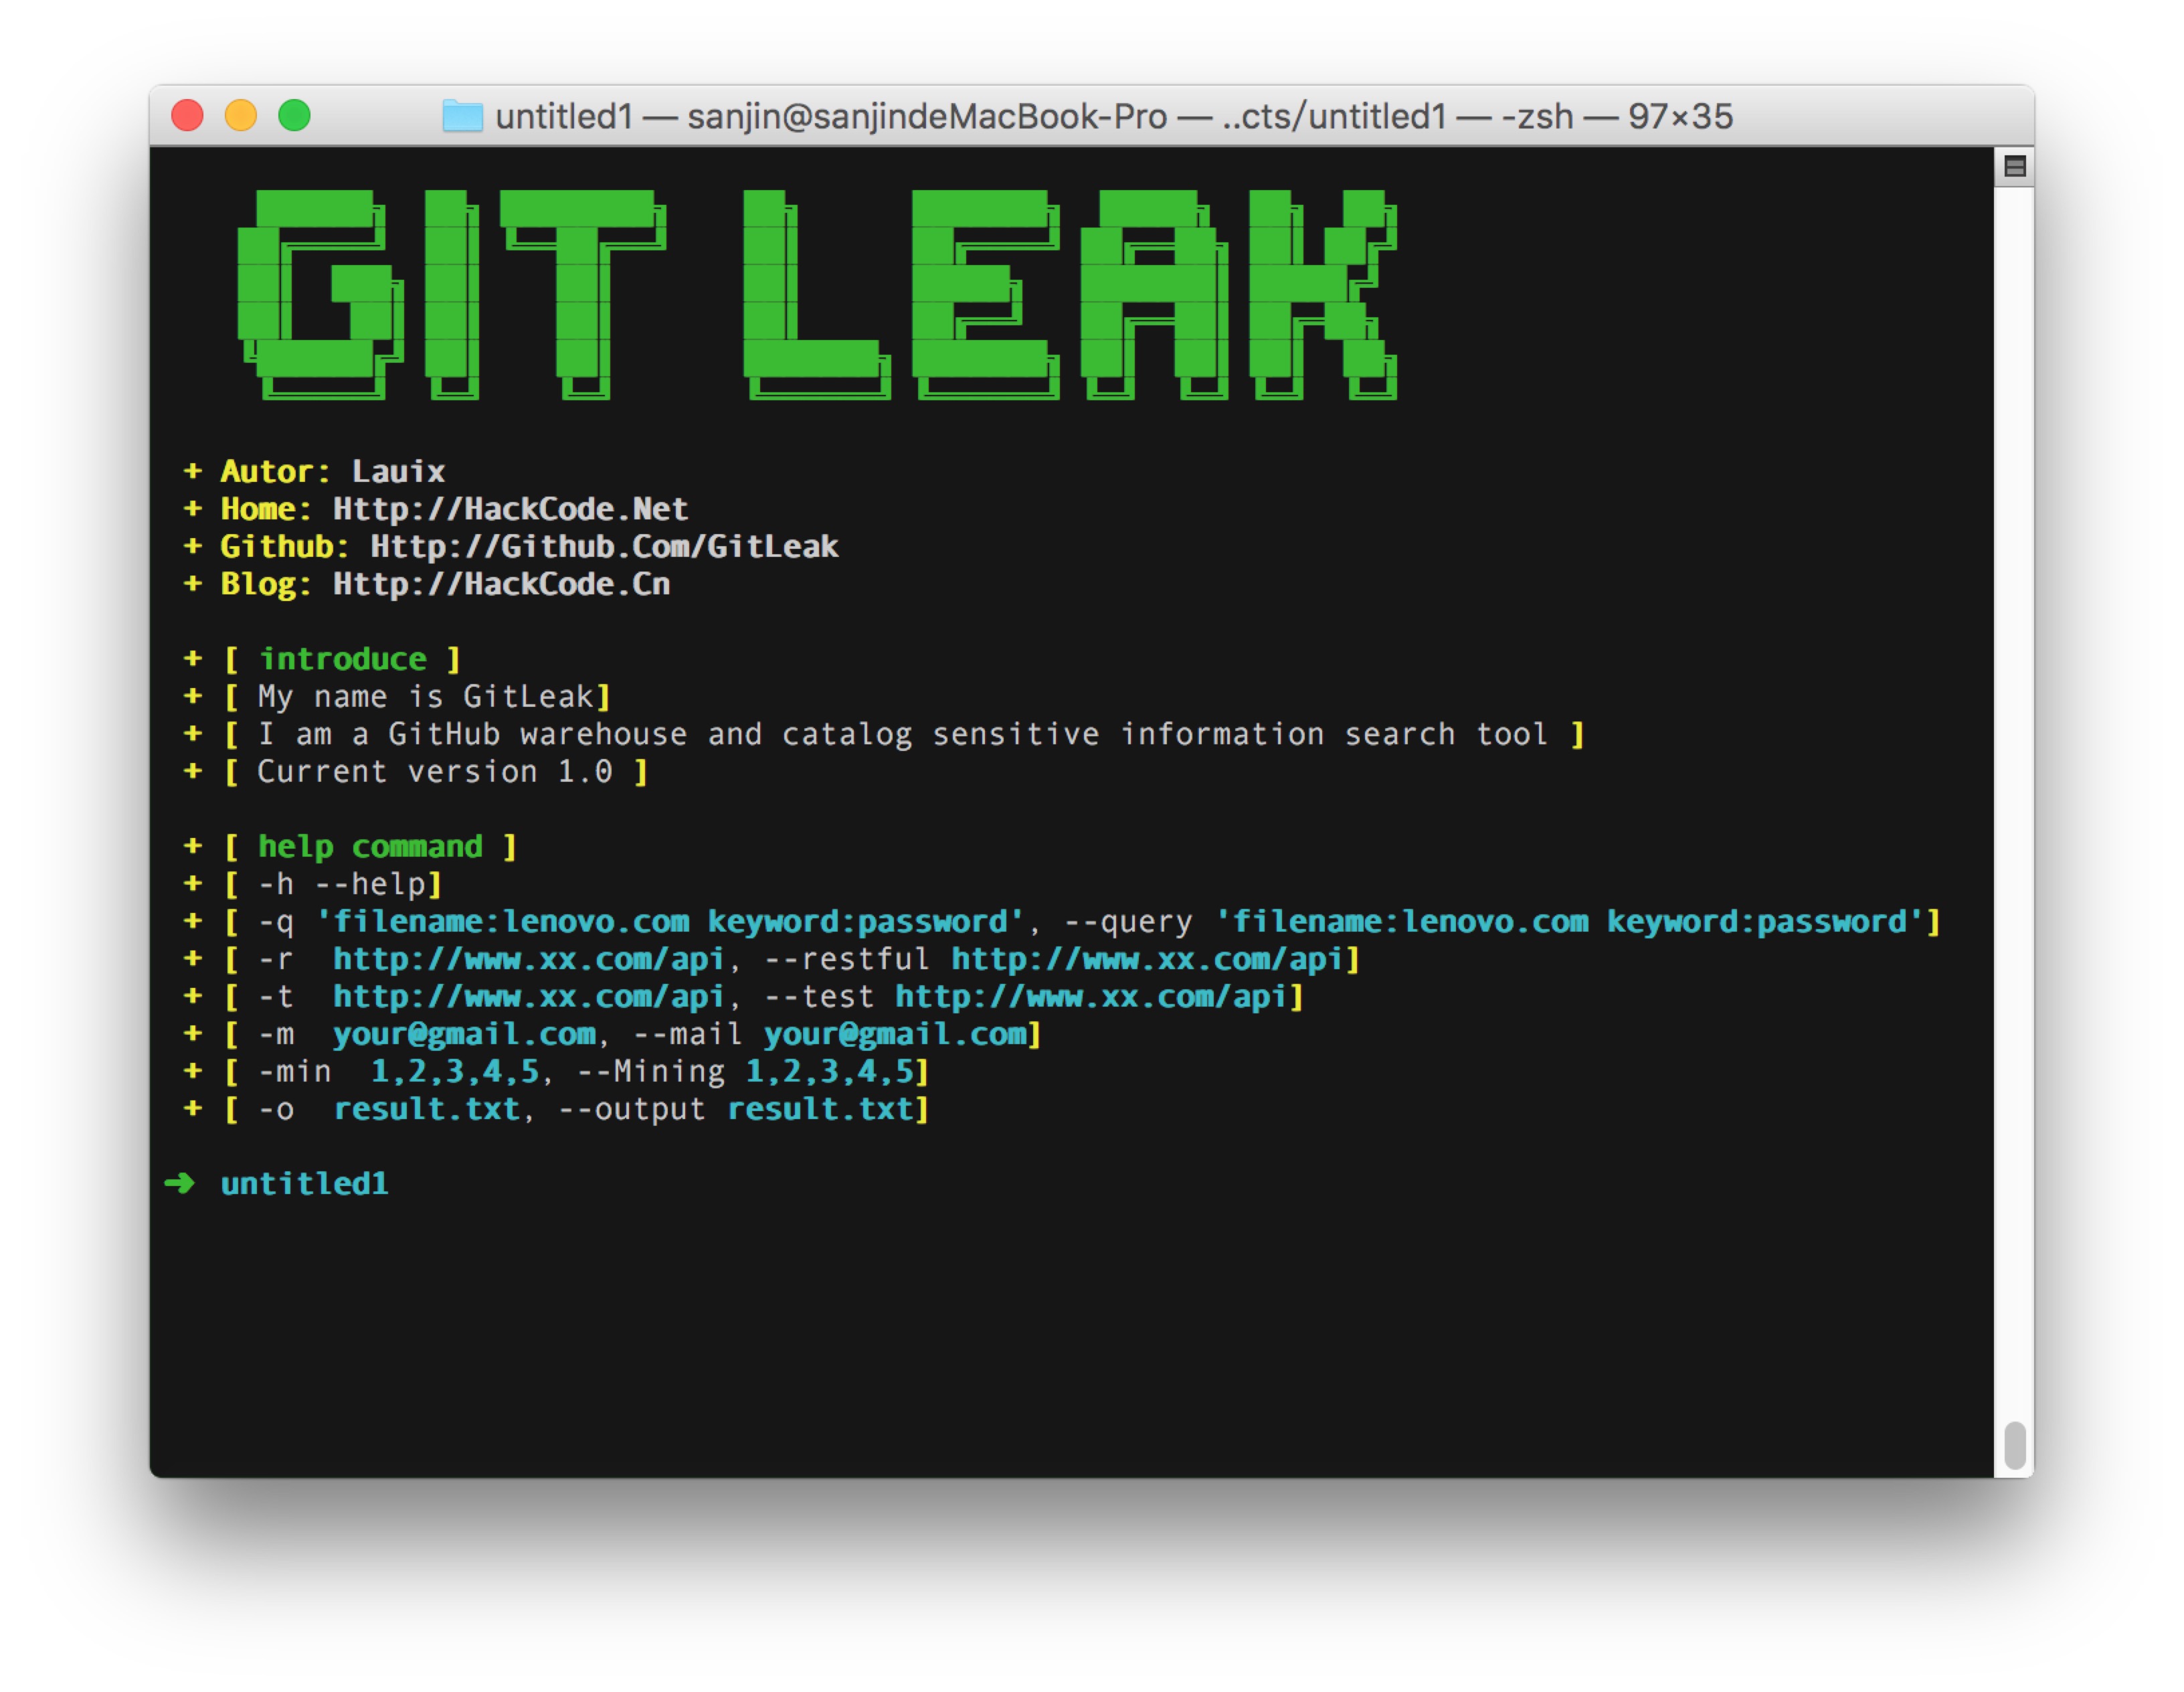 untitled1 — sanjin@sanjindeMacBook-Pro — ..cts/untitled1 — -zsh — 97×35
GIT LEAK
+ Autor: Lauix
+ Home: Http://HackCode.Net
+ Github: Http://Github.Com/GitLeak
+ Blog: Http://HackCode.Cn
+ [ introduce ]
+ [ My name is GitLeak]
+ [ I am a GitHub warehouse and catalog sensitive information search tool ]
+ [ Current version 1.0 ]
+ [ help command ]
+ [ -h --help]
+ [ -q 'filename:lenovo.com keyword:password', --query 'filename:lenovo.com keyword:password']
+ [ -r  http://www.xx.com/api, --restful http://www.xx.com/api]
+ [ -t  http://www.xx.com/api, --test http://www.xx.com/api]
+ [ -m  your@gmail.com, --mail your@gmail.com]
+ [ -min  1,2,3,4,5, --Mining 1,2,3,4,5]
+ [ -o  result.txt, --output result.txt]
➜  untitled1